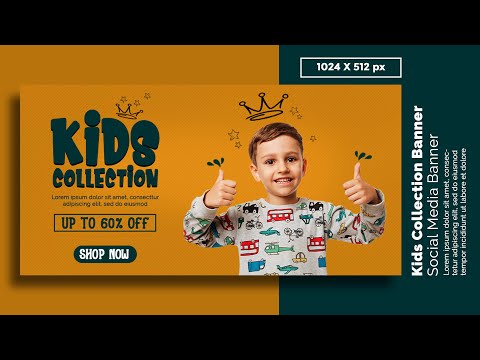 KiDS
COLLECTION
Lorem ipsum dolor sit amet, consectitur
adipiscing elit, sed do eiusmod
UP TO 60% OFF
SHOP NOW
1024 X 512 px
Kids Collection Banner
Social Media Banner
Lorem ipsum dolor sit amet, consec-
tetur adipiscing elit, sed do eiusmod
tempor incididunt ut labore et dolore